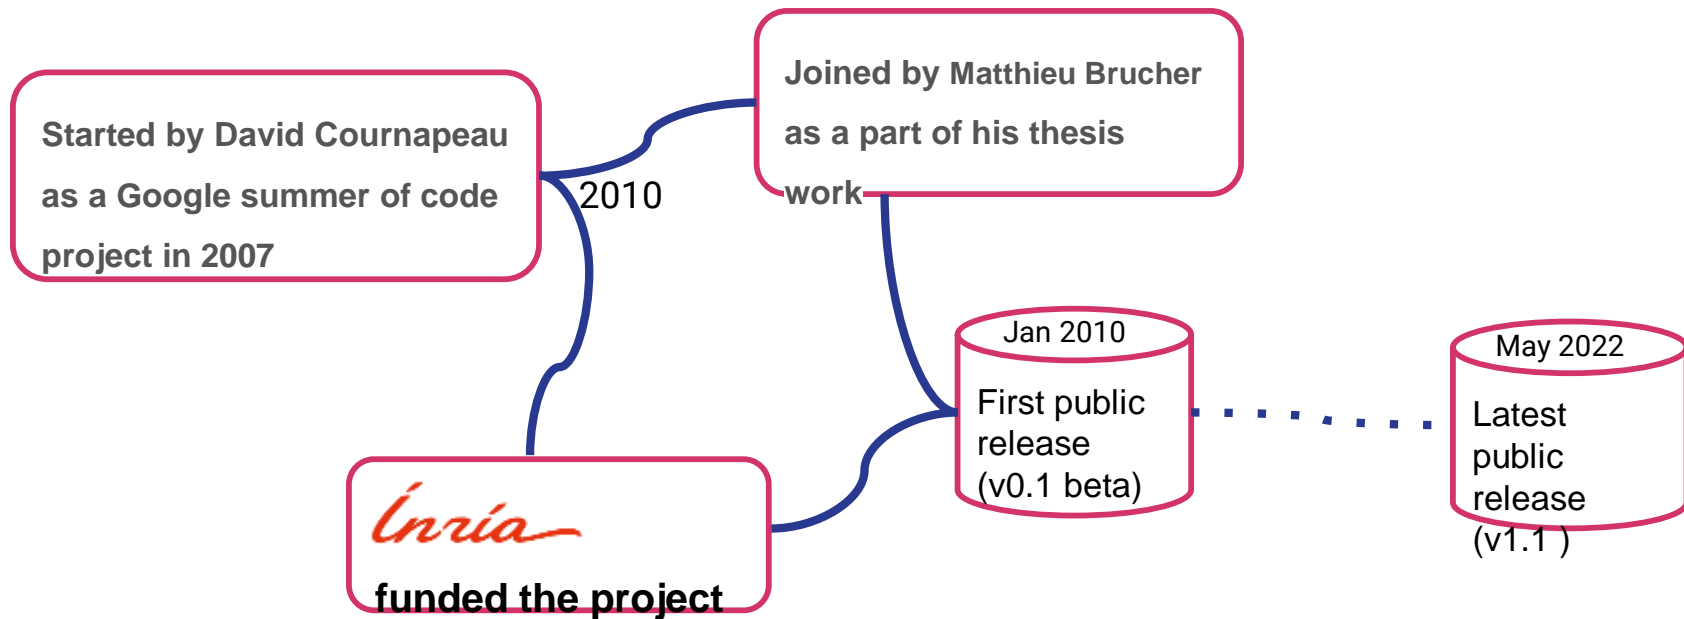 Started by David Cournapeau
as a Google summer of code
project in 2007
2010
Joined by Matthieu Brucher
as a part of his thesis
work
Inria
funded the project
Jan 2010
First public
release
(v0.1 beta)
May 2022
Latest
public
release
(v1.1 )